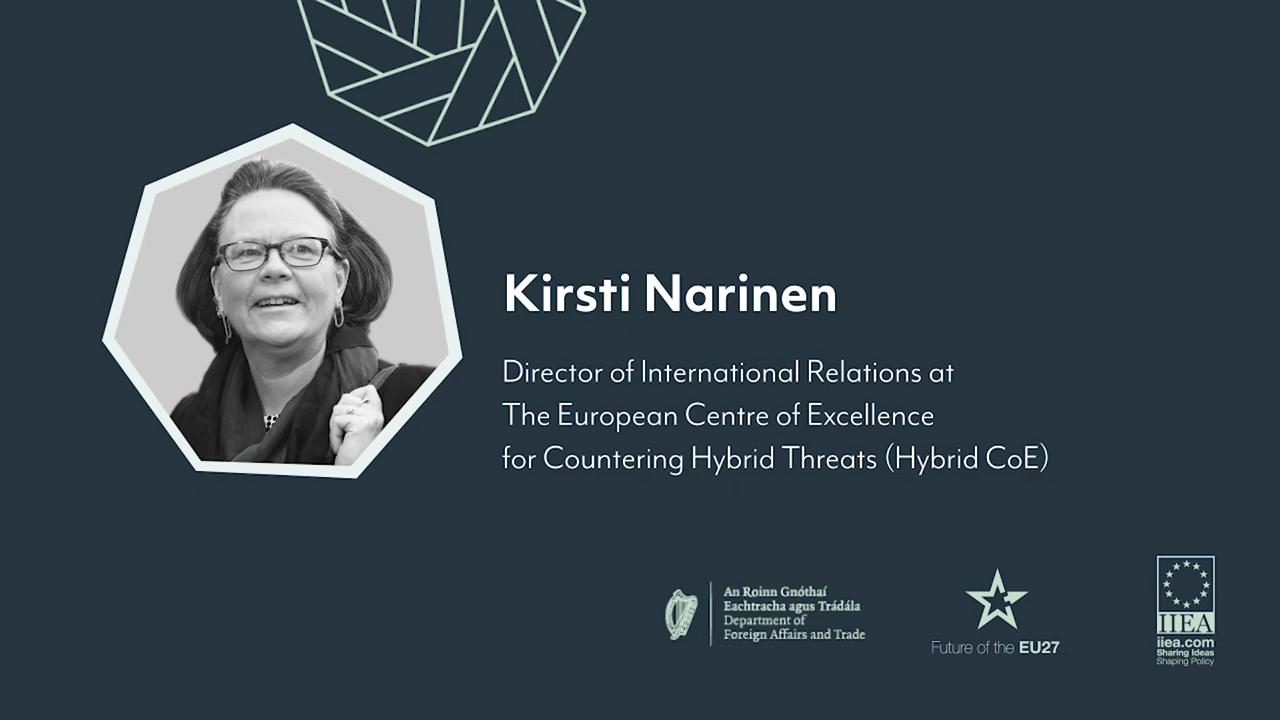 Kirsti Narinen
Director of International Relations at
The European Centre of Excellence
for Countering Hybrid Threats (Hybrid CoE)
An Roinn Gnóthaí
Eachtracha agus Trádála
Department of
Foreign Affairs and Trade
Future of the EU27
IIEA
iiea.com
Sharing Ideas
Shaping Policy